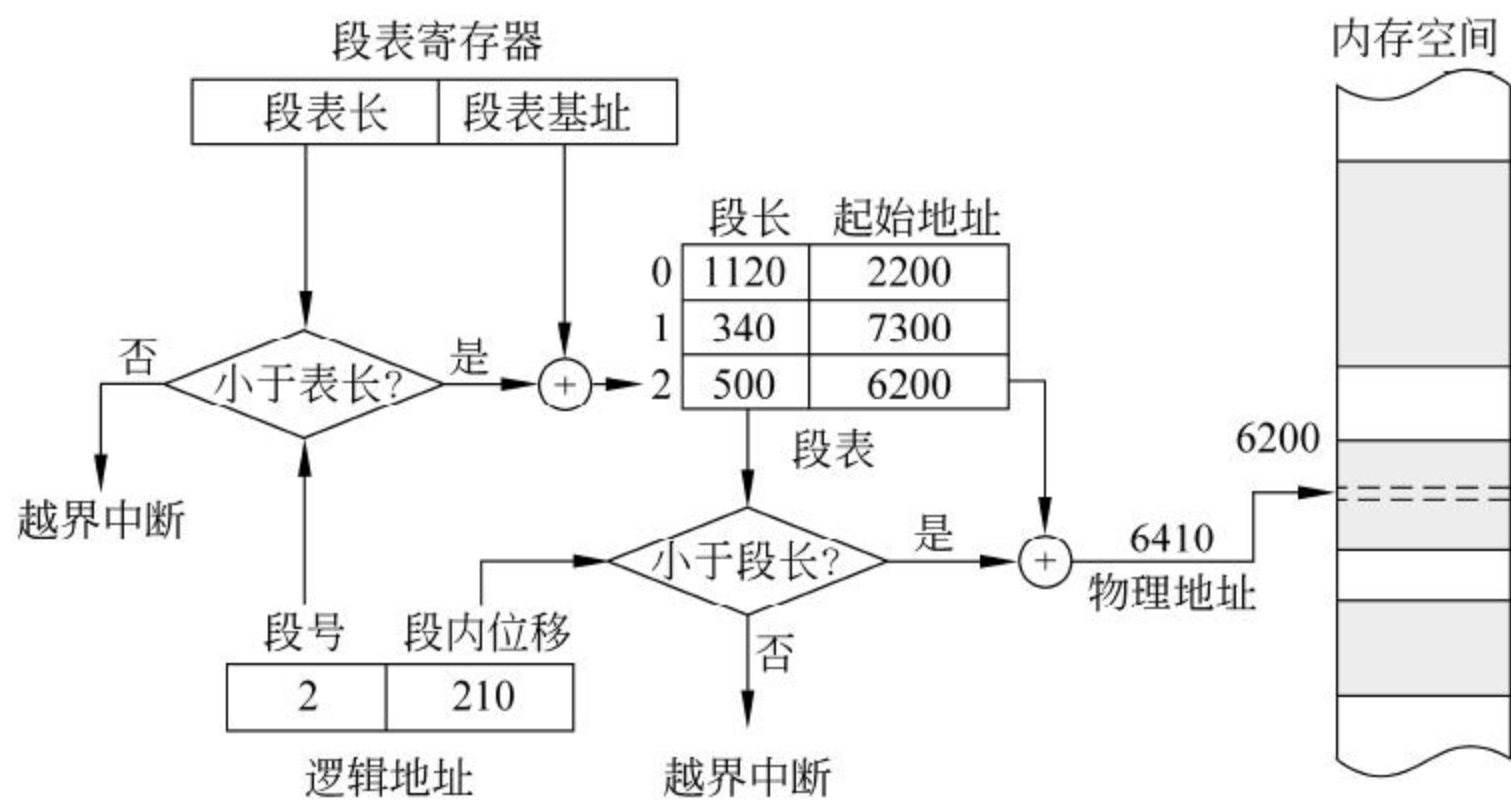 段表寄存器
内存空间
段表长 段表基址
段长 起始地址
0 1120 2200
1 340 7300
2 500 6200
否
小于表长?
是
+
段表
6200
越界中断
小于段长?
是
+
6410
物理地址
段号 段内位移
2 210
否
逻辑地址
越界中断